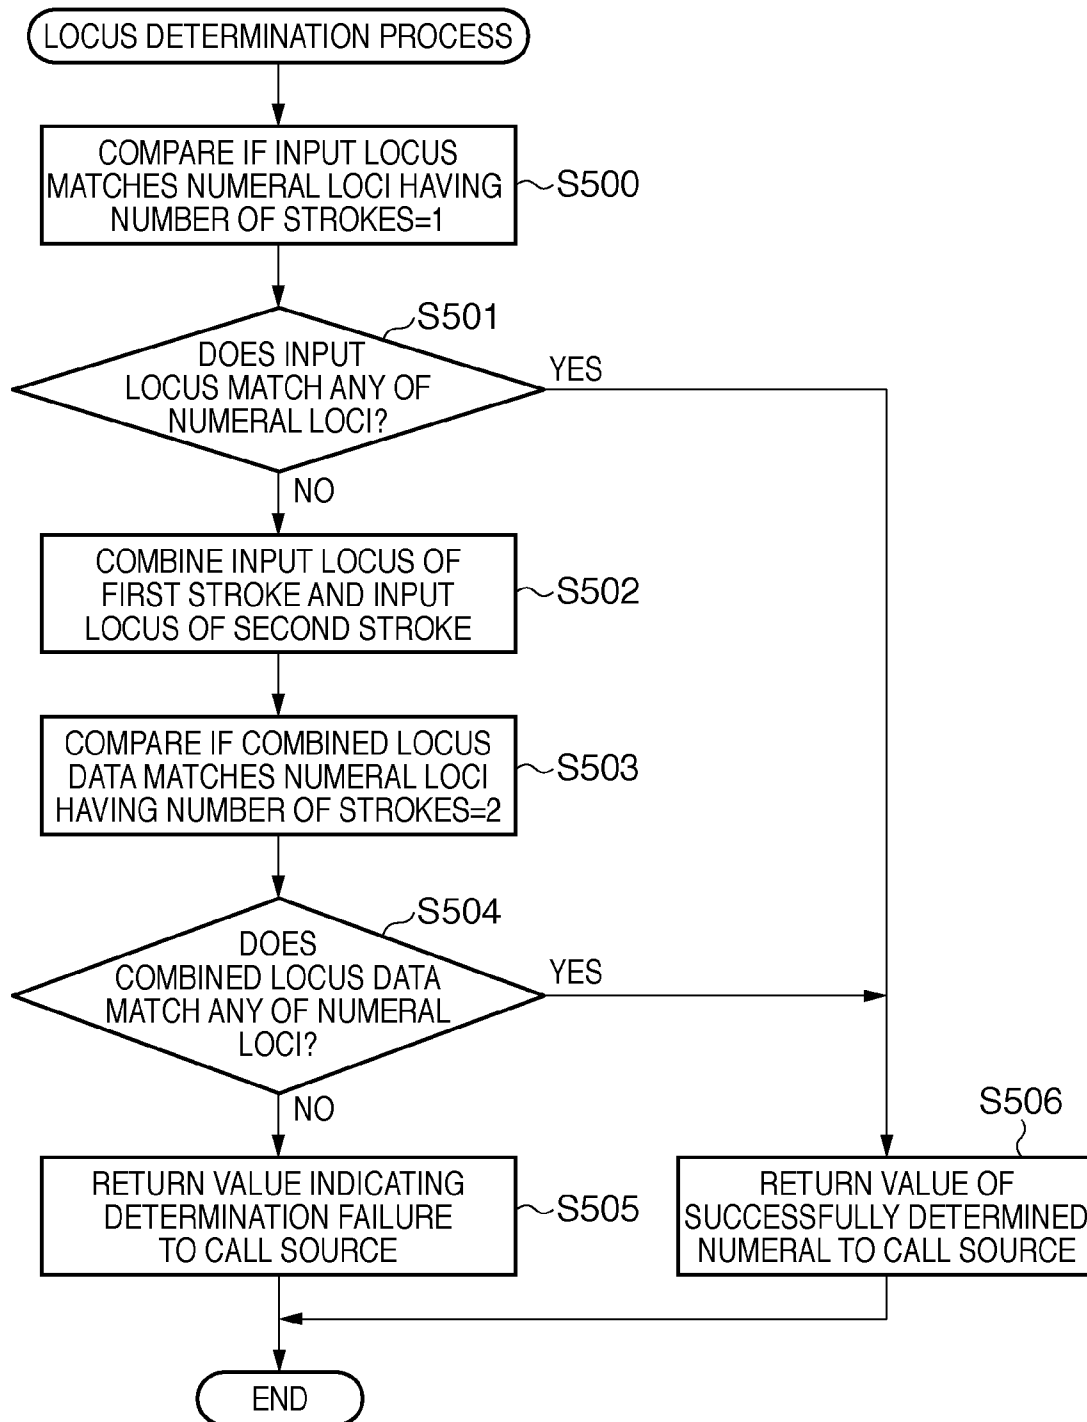 LOCUS DETERMINATION PROCESS
COMPARE IF INPUT LOCUS
MATCHES NUMERAL LOCI HAVING
NUMBER OF STROKES=1
S500
S501
DOES INPUT
LOCUS MATCH ANY OF
NUMERAL LOCI?
YES
NO
COMBINE INPUT LOCUS OF
FIRST STROKE AND INPUT
LOCUS OF SECOND STROKE
S502
COMPARE IF COMBINED LOCUS
DATA MATCHES NUMERAL LOCI
HAVING NUMBER OF STROKES=2
S503
S504
DOES
COMBINED LOCUS DATA
MATCH ANY OF NUMERAL
LOCI?
YES
NO
RETURN VALUE INDICATING
DETERMINATION FAILURE
TO CALL SOURCE
S505
S506
RETURN VALUE OF
SUCCESSFULLY DETERMINED
NUMERAL TO CALL SOURCE
END